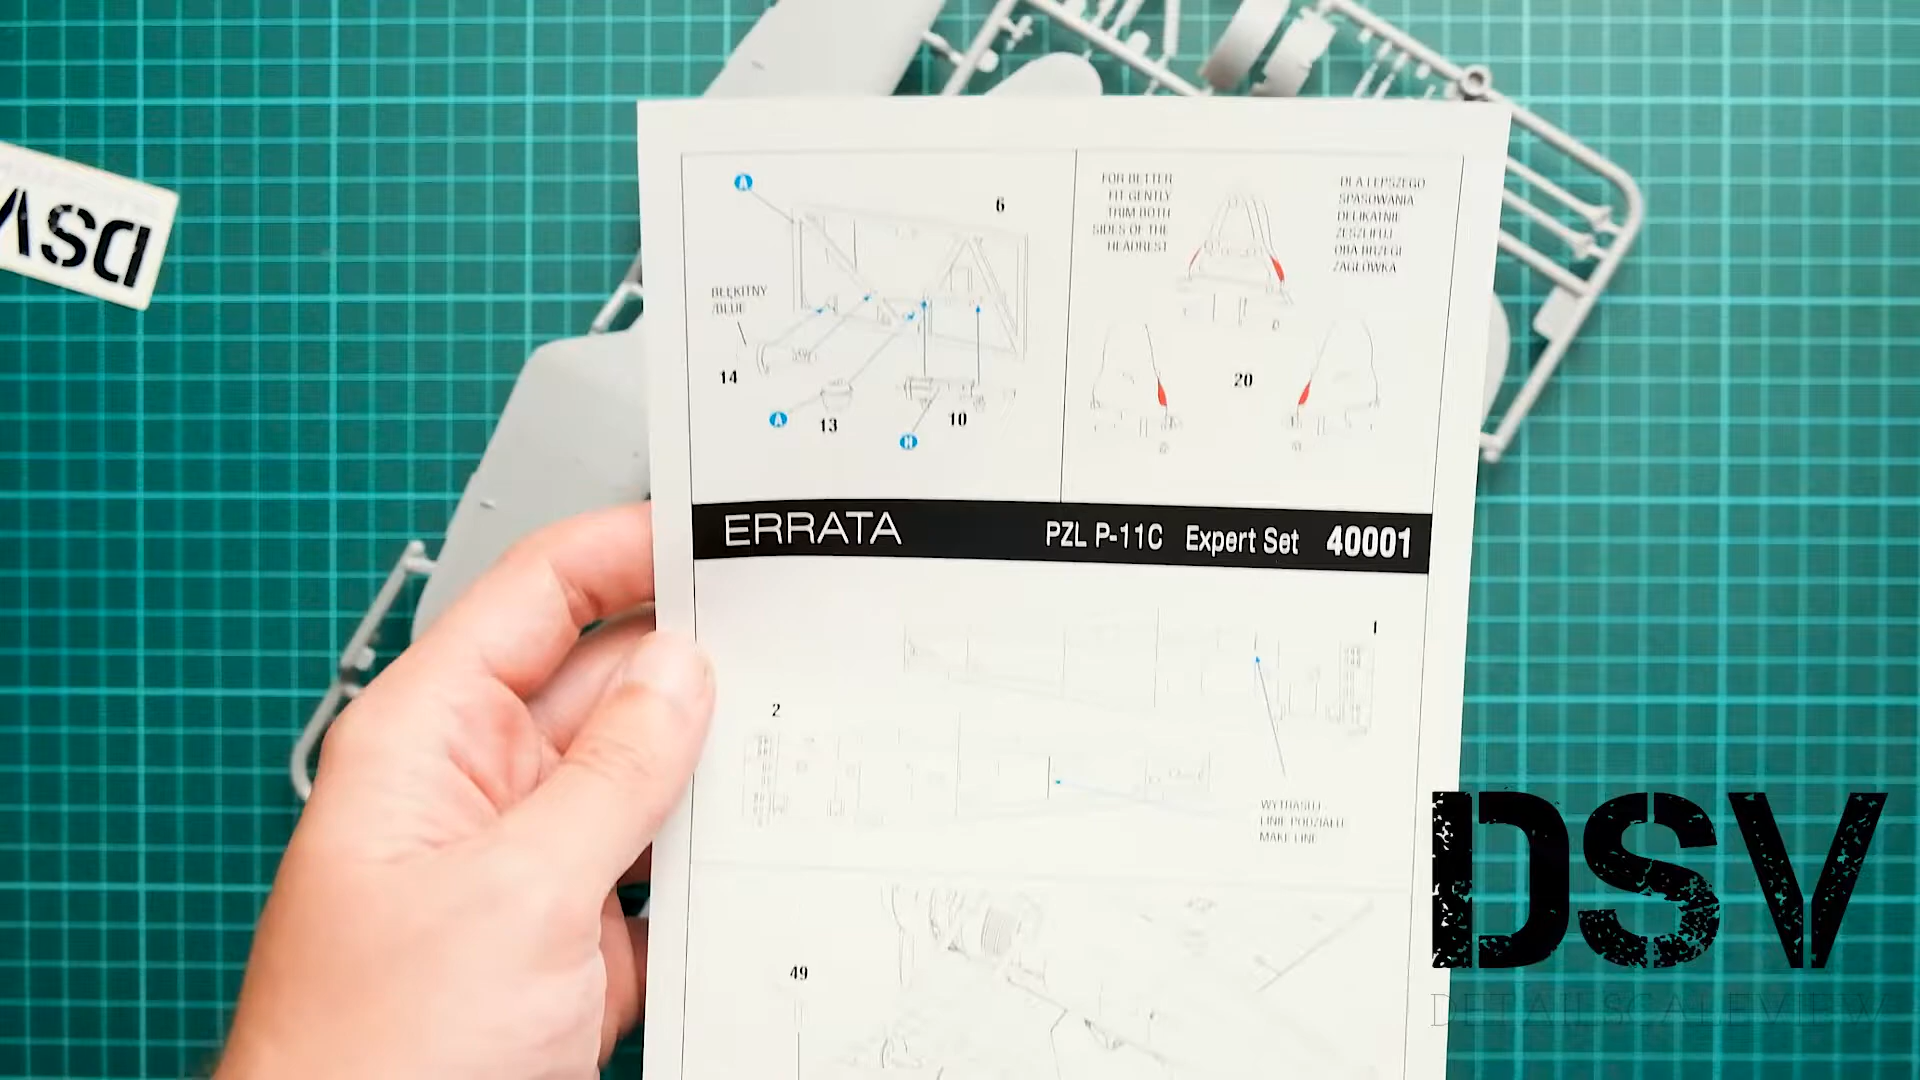 DSV
A
6
FOR BETTER
FIT GENTLY
TRIM BOTH
SIDES OF THE
HEADREST
DLA LEPSZEGO
SPASOWANIA
DELIKATNIE
ZESZLIFUJ
OBA BRZEGI
ZAGŁÓWKA
BŁĘKITNY
/BLUE
14
A
13
H
10
20
ERRATA PZL P-11C Expert Set 40001
1
2
WYTRASUJ
LINIE PODZIAŁU
MAKE LINE
49
DSV
DETAILSCALEVIEW